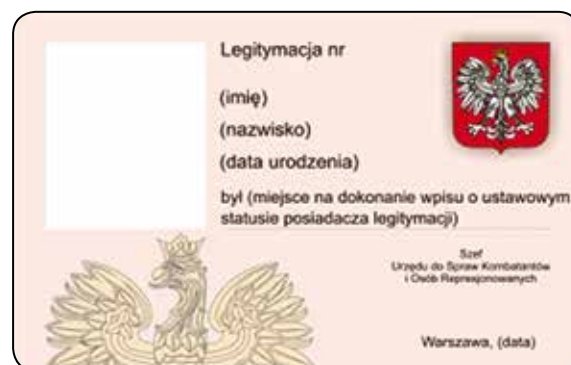 Legitymacja nr
(imię)
(nazwisko)
(data urodzenia)
był (miejsce na dokonanie wpisu o ustawowym
statusie posiadacza legitymacji)
Szef
Urzędu do Spraw Kombatantów
i Osób Represjonowanych
Warszawa, (data)